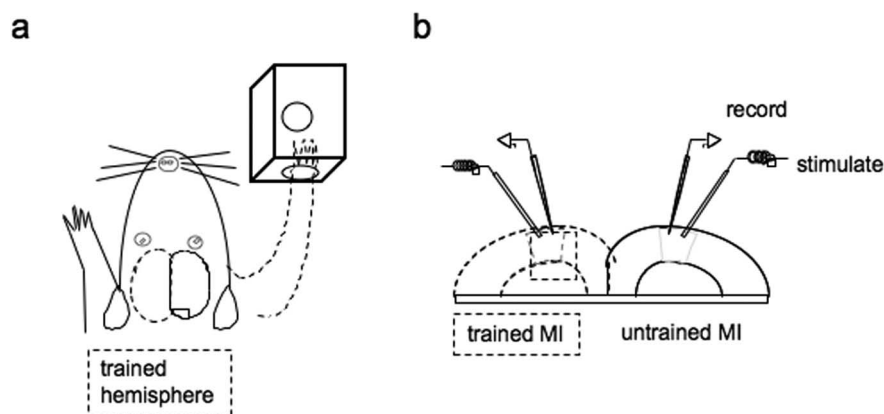 a
b
record
stimulate
trained MI
untrained MI
trained
hemisphere